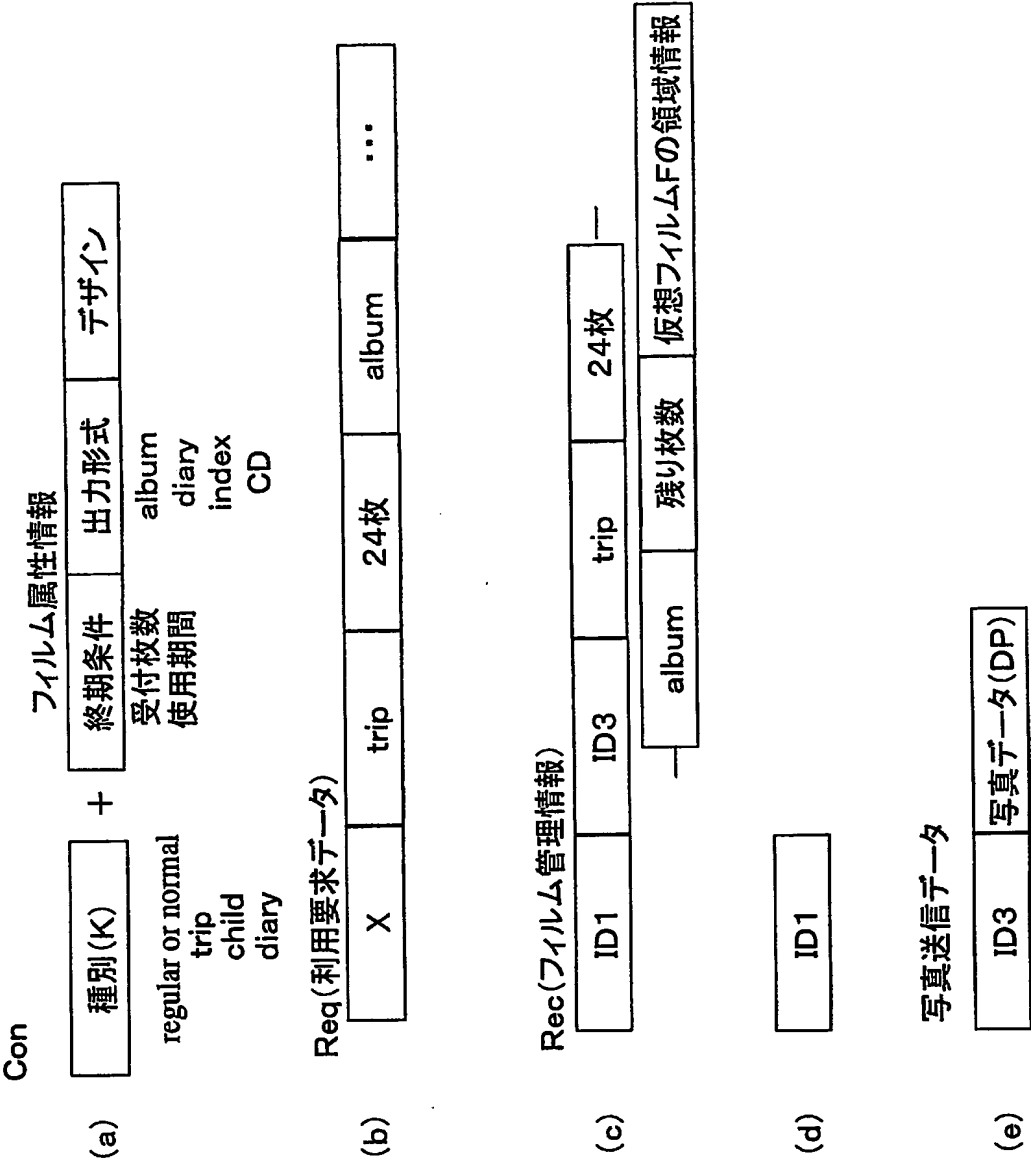 Con
フィルム属性情報
(a)
種別(K)
+
終期条件
出力形式
デザイン
regular or normal
trip
child
diary
受付枚数
使用期間
album
diary
index
CD
Req(利用要求データ)
(b)
X
trip
24枚
album
...
Rec(フィルム管理情報)
(c)
ID1
ID3
trip
24枚
album
残り枚数
仮想フィルムFの領域情報
(d)
ID1
写真送信データ
(e)
ID3
写真データ(DP)